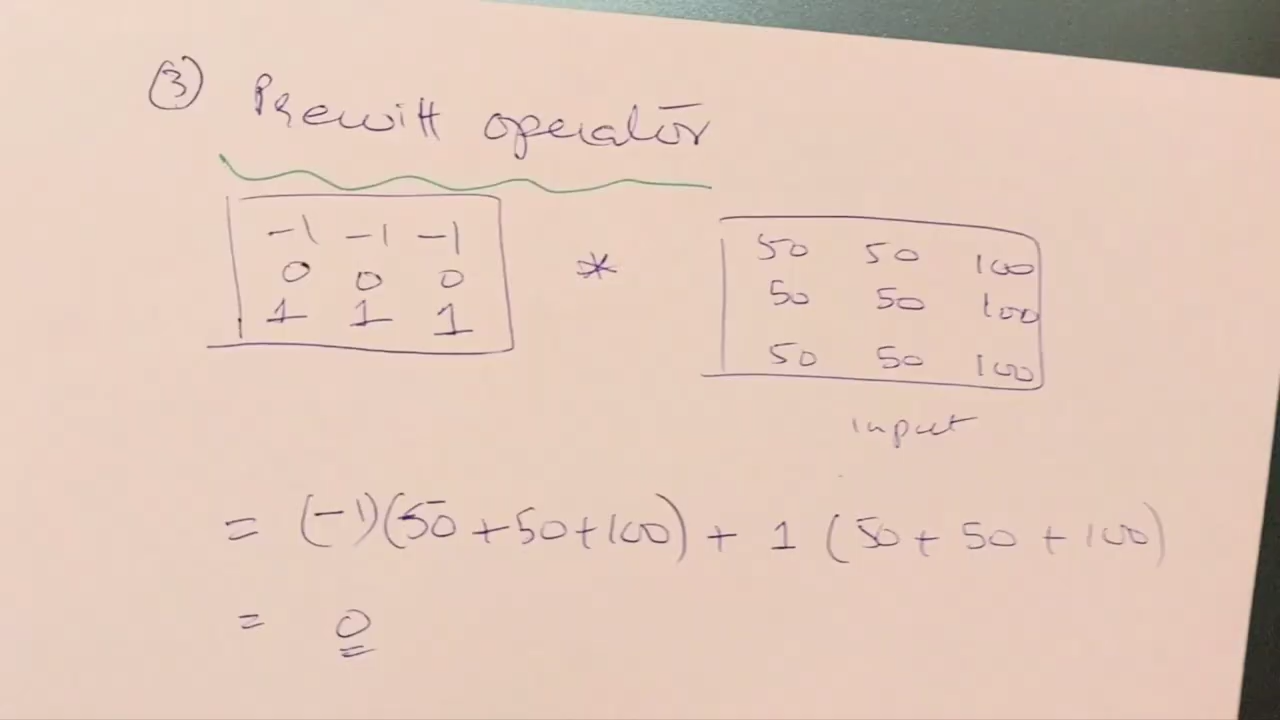 ③ Prewitt operator
-1 -1 -1
0 0 0
1 1 1
*
50 50 100
50 50 100
50 50 100
input
= (-1)(50+50+100) + 1 (50+50+100)
= 0